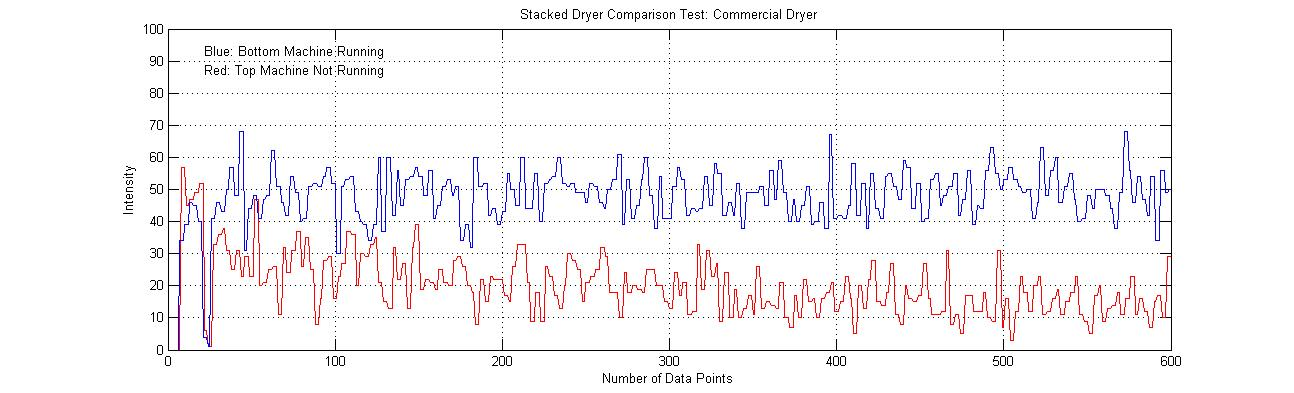 Stacked Dryer Comparison Test: Commercial Dryer
100
90
80
70
60
50
40
30
20
10
0
Intensity
Blue: Bottom Machine Running
Red: Top Machine Not Running
0 100 200 300 400 500 600
Number of Data Points